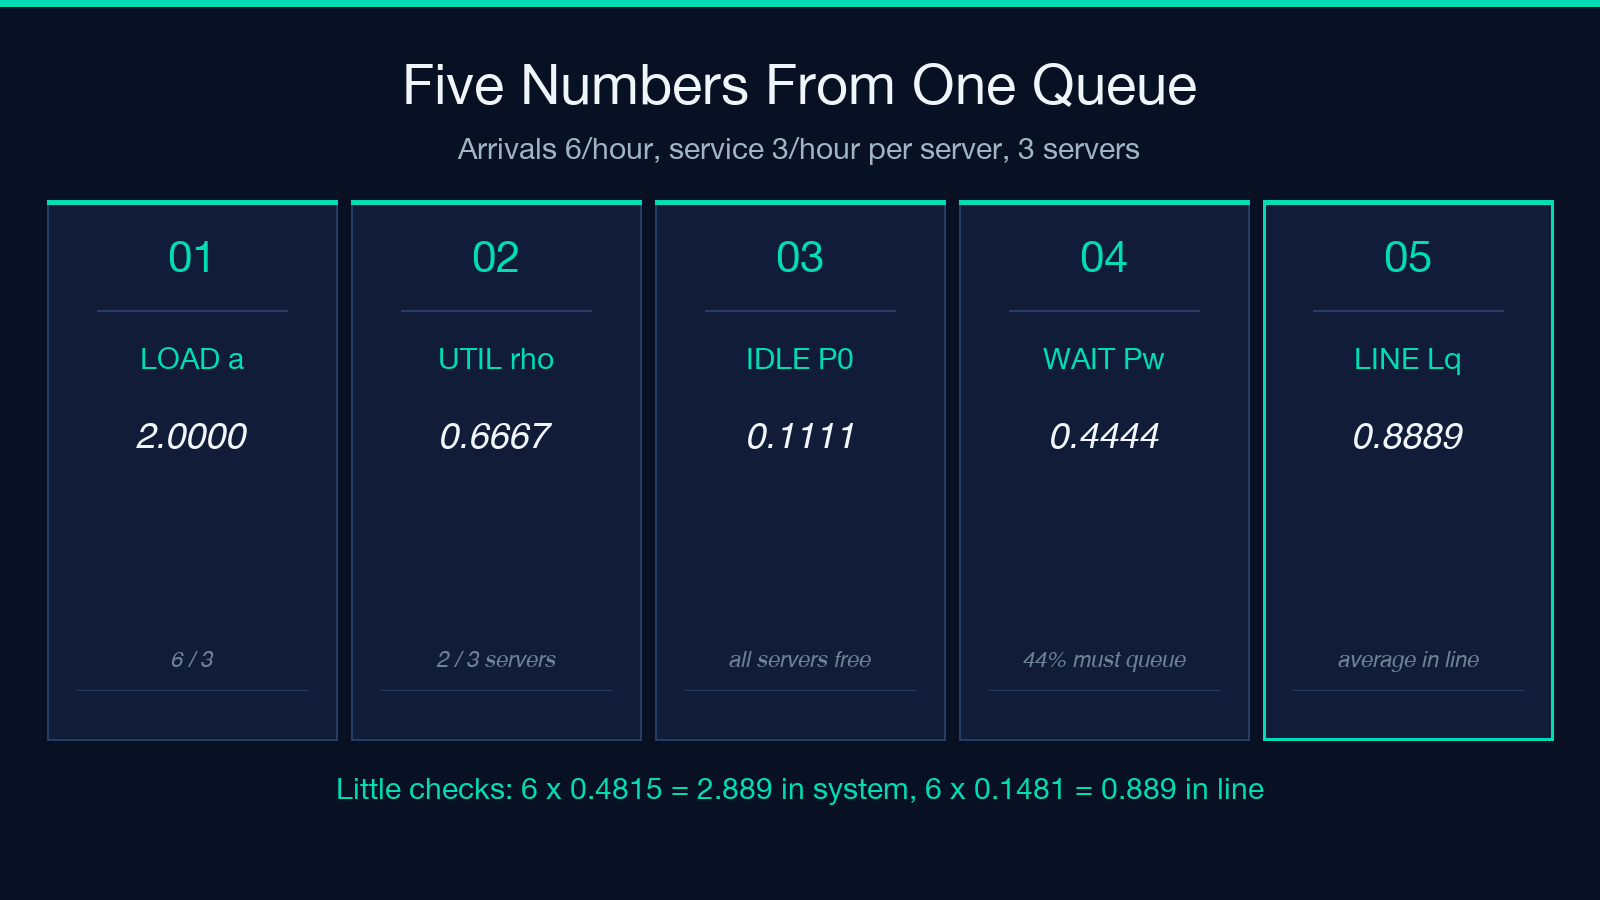 Five Numbers From One Queue
Arrivals 6/hour, service 3/hour per server, 3 servers
01
LOAD a
2.0000
6 / 3
02
UTIL rho
0.6667
2 / 3 servers
03
IDLE P0
0.1111
all servers free
04
WAIT Pw
0.4444
44% must queue
05
LINE Lq
0.8889
average in line
Little checks: 6 x 0.4815 = 2.889 in system, 6 x 0.1481 = 0.889 in line